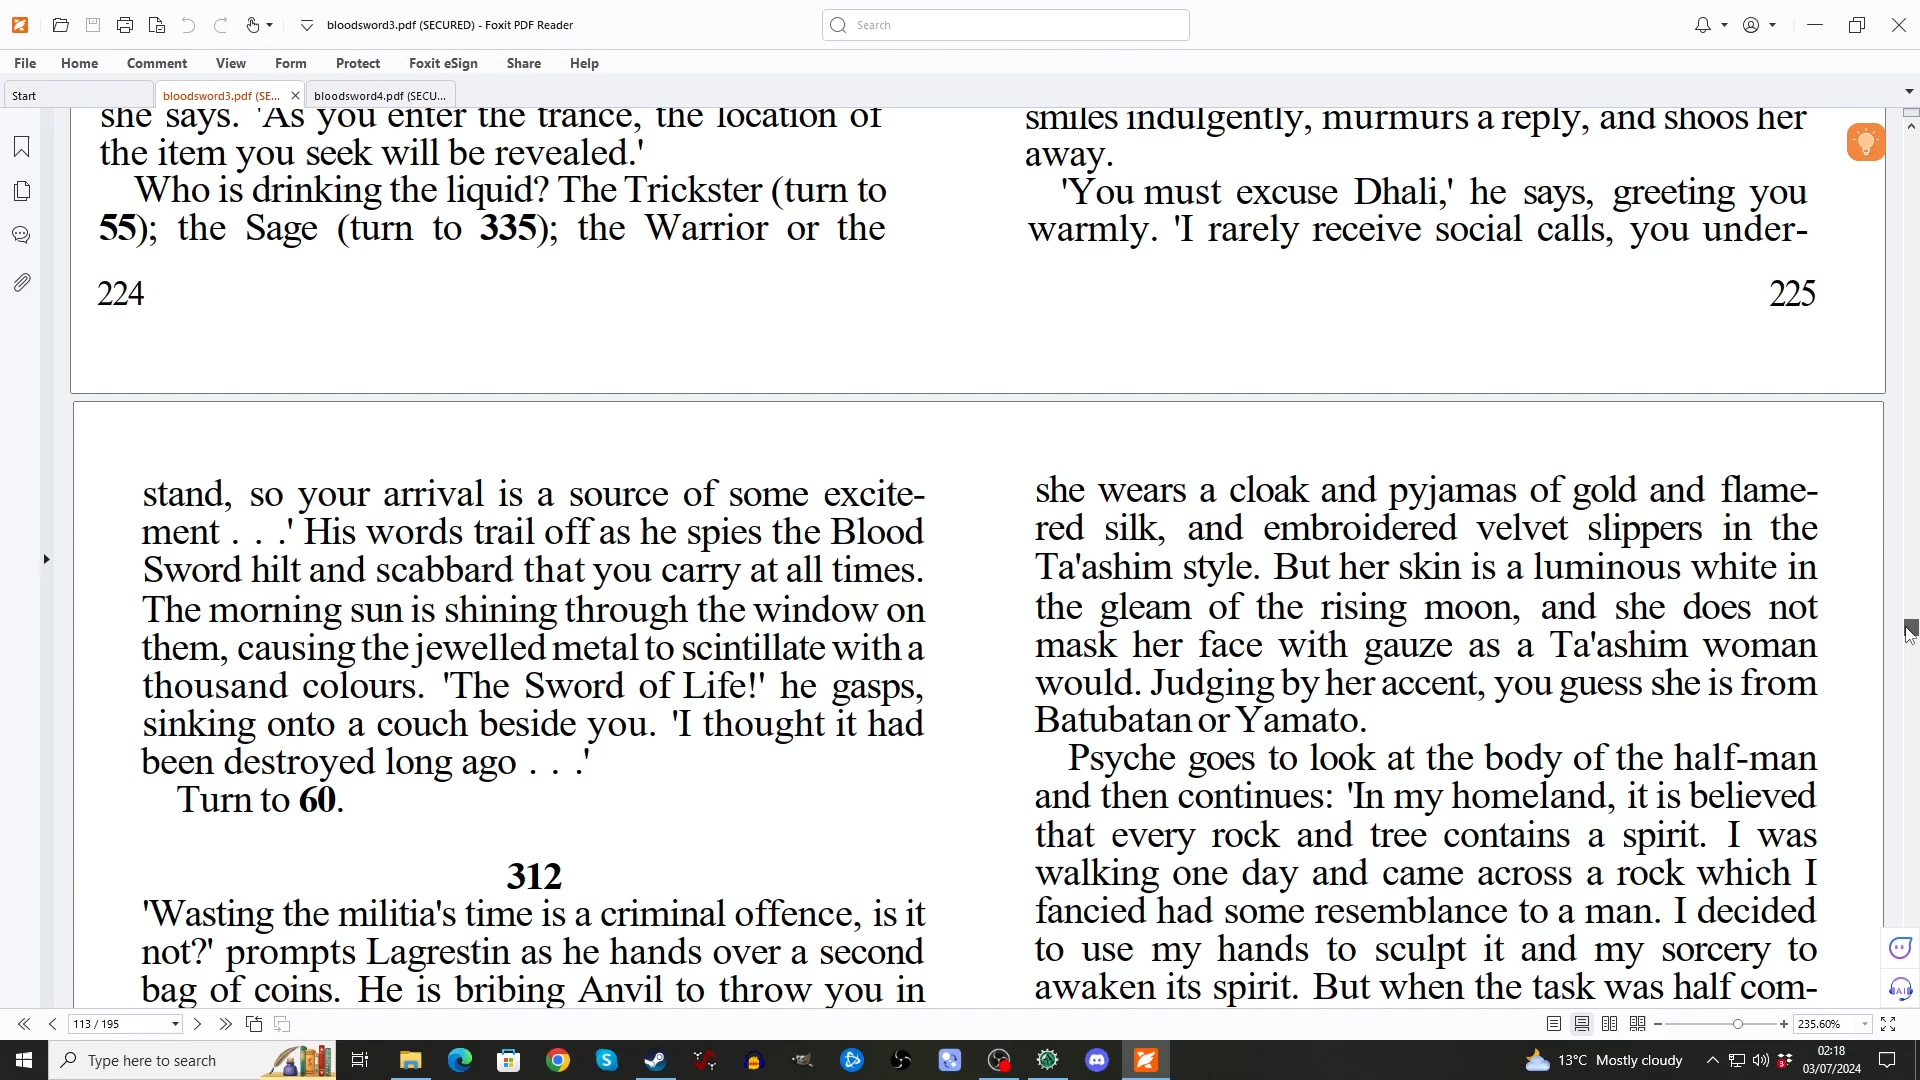 bloodsword3.pdf (SECURED) - Foxit PDF Reader
Search
File
Home
Comment
View
Form
Protect
Foxit eSign
Share
Help
Start
bloodsword3.pdf (SE...
bloodsword4.pdf (SECU...
she says. 'As you enter the trance, the location of
the item you seek will be revealed.'
Who is drinking the liquid? The Trickster (turn to
55); the Sage (turn to 335); the Warrior or the
224
smiles indulgently, murmurs a reply, and shoos her
away.
'You must excuse Dhali,' he says, greeting you
warmly. 'I rarely receive social calls, you under-
225
stand, so your arrival is a source of some excite-
ment . . .' His words trail off as he spies the Blood
Sword hilt and scabbard that you carry at all times.
The morning sun is shining through the window on
them, causing the jewelled metal to scintillate with a
thousand colours. 'The Sword of Life!' he gasps,
sinking onto a couch beside you. 'I thought it had
been destroyed long ago . . .'
Turn to 60.
312
'Wasting the militia's time is a criminal offence, is it
not?' prompts Lagrestin as he hands over a second
bag of coins. He is bribing Anvil to throw you in
she wears a cloak and pyjamas of gold and flame-
red silk, and embroidered velvet slippers in the
Ta'ashim style. But her skin is a luminous white in
the gleam of the rising moon, and she does not
mask her face with gauze as a Ta'ashim woman
would. Judging by her accent, you guess she is from
Batubatan or Yamato.
Psyche goes to look at the body of the half-man
and then continues: 'In my homeland, it is believed
that every rock and tree contains a spirit. I was
walking one day and came across a rock which I
fancied had some resemblance to a man. I decided
to use my hands to sculpt it and my sorcery to
awaken its spirit. But when the task was half com-
113 / 195
235.60%
Type here to search
13°C Mostly cloudy
02:18
03/07/2024